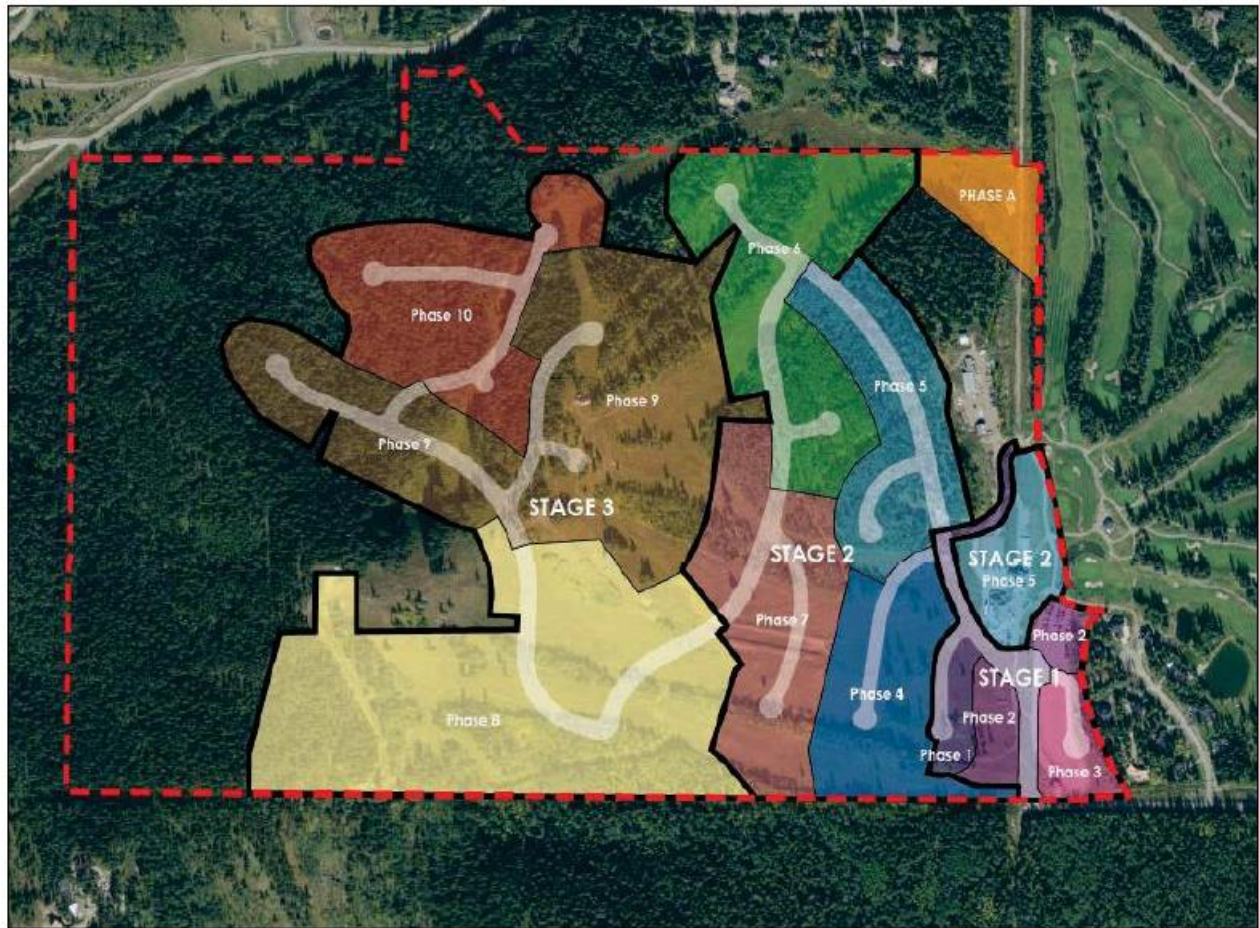 PHASE A
Phase 6
Phase 10
Phase 5
Phase 9
Phase 9
STAGE 3
STAGE 2
STAGE 2
Phase 5
Phase 7
Phase 2
STAGE 1
Phase 4
Phase 2
Phase 8
Phase 1
Phase 3